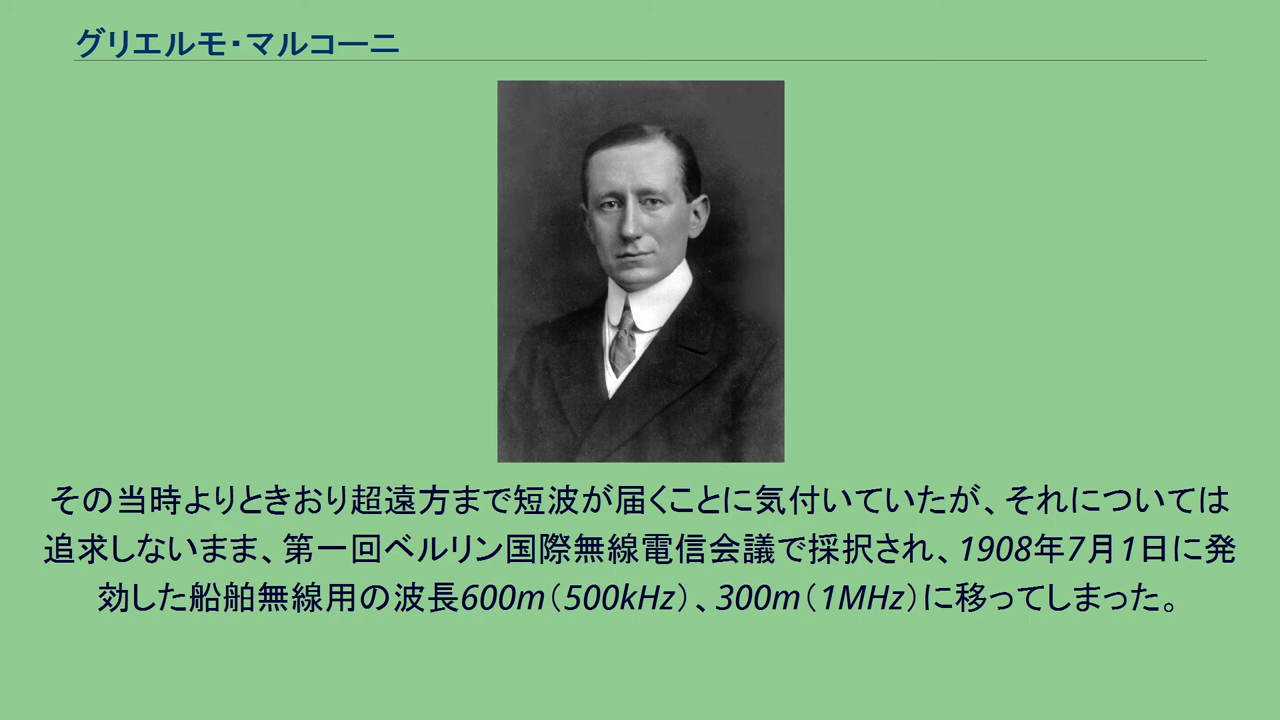 グリエルモ・マルコーニ
その当時よりときおり超遠方まで短波が届くことに気付いていたが、それについては
追求しないまま、第一回ベルリン国際無線電信会議で採択され、1908年7月1日に発
効した船舶無線用の波長600m（500kHz）、300m（1MHz）に移ってしまった。